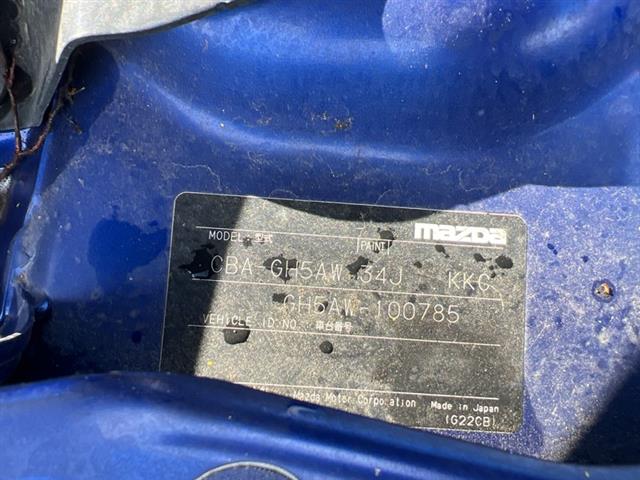 MODEL・型式 PAINT mazda
CBA-GH5AW-34J KKC
GH5AW-100785
VEHICLE ID.NO. 車台番号
Mazda Motor Corporation Made in Japan
(G22CB)